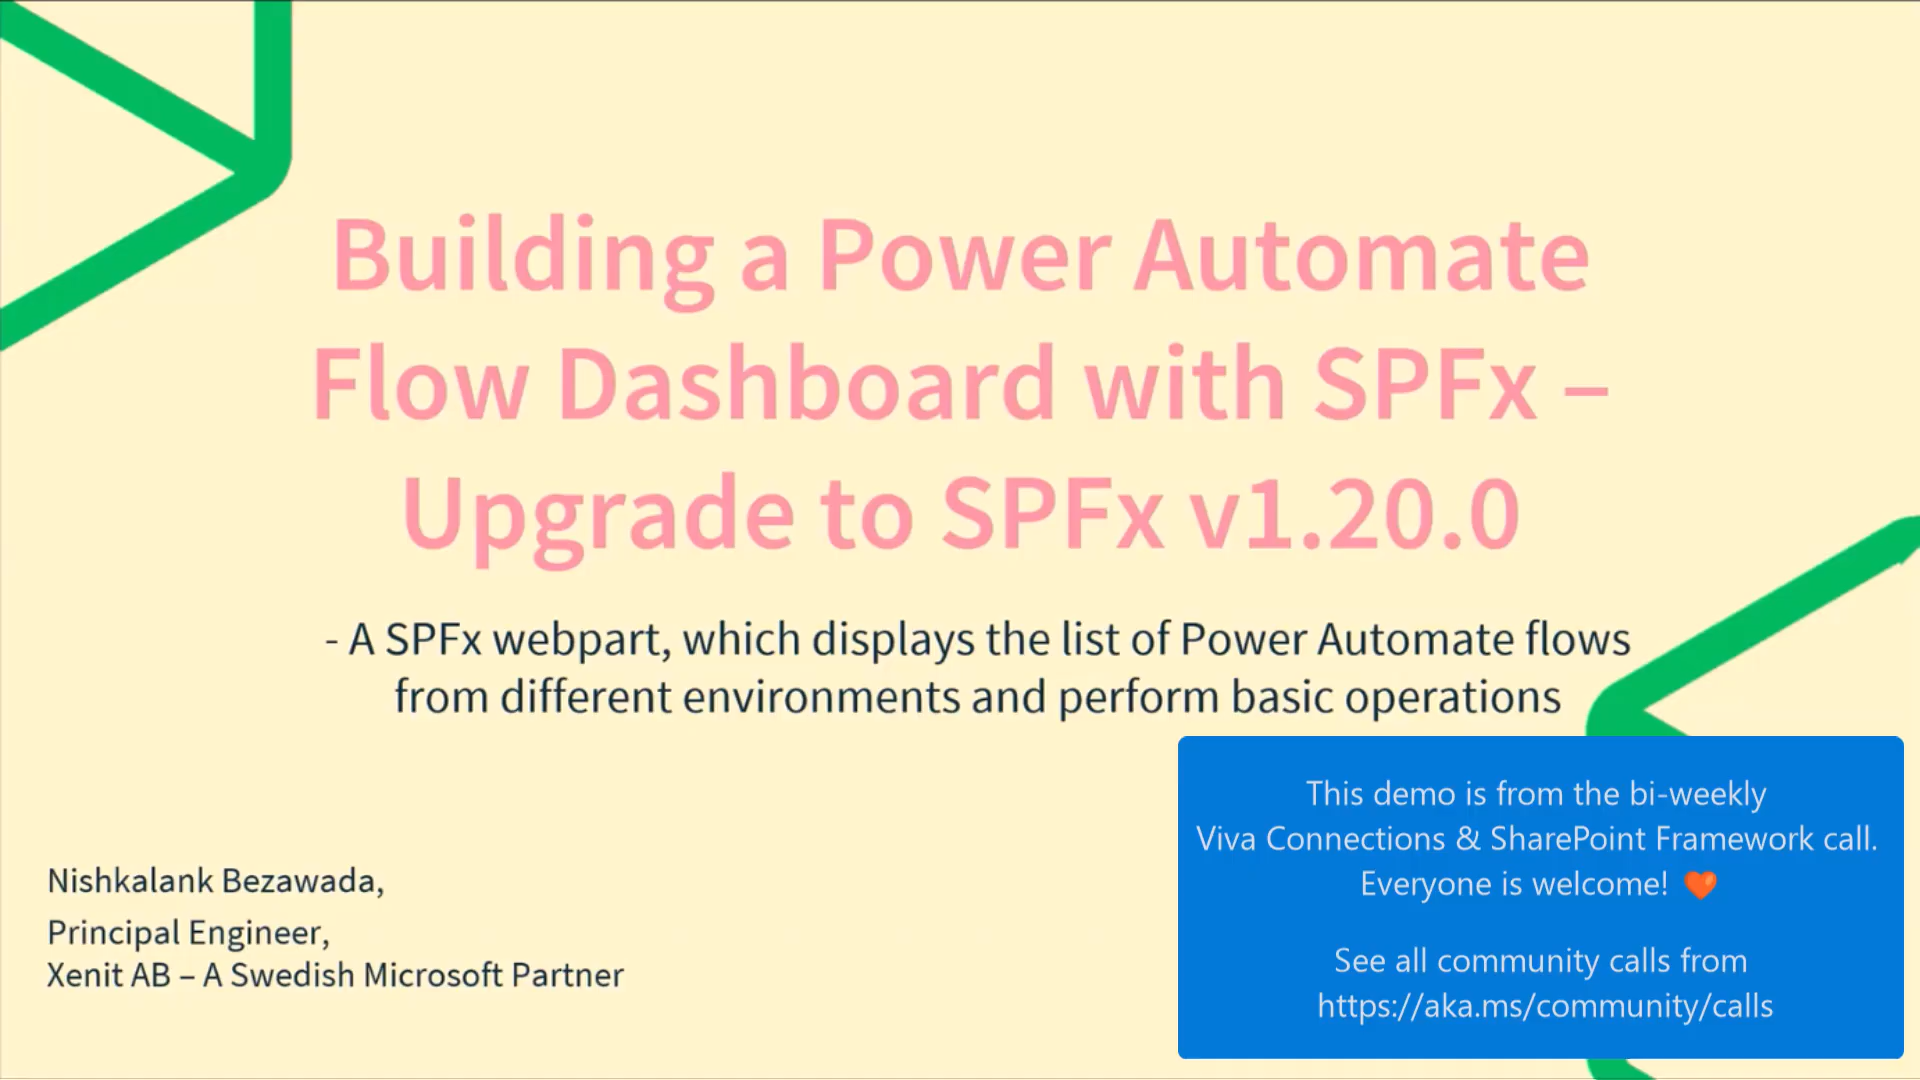 Building a Power Automate
Flow Dashboard with SPFx –
Upgrade to SPFx v1.20.0
- A SPFx webpart, which displays the list of Power Automate flows
from different environments and perform basic operations
Nishkalank Bezawada,
Principal Engineer,
Xenit AB – A Swedish Microsoft Partner
This demo is from the bi-weekly
Viva Connections & SharePoint Framework call.
Everyone is welcome! 🧡
See all community calls from
https://aka.ms/community/calls